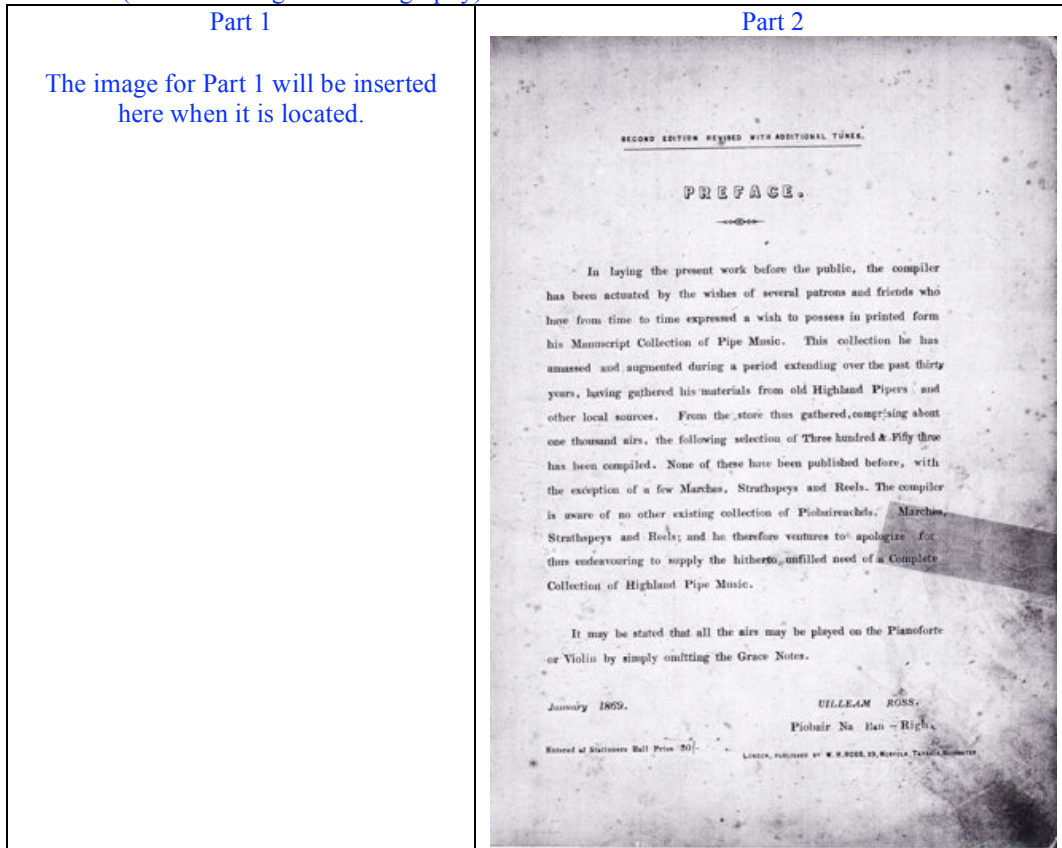 Part 1
The image for Part 1 will be inserted
here when it is located.
Part 2
SECOND EDITION REVISED WITH ADDITIONAL TUNES.
PREFACE.
In laying the present work before the public, the compiler
has been actuated by the wishes of several patrons and friends who
have from time to time expressed a wish to possess in printed form
his Manuscript Collection of Pipe Music. This collection he has
amassed and augmented during a period extending over the past thirty
years, having gathered his materials from old Highland Pipers and
other local sources. From the store thus gathered, comprising about
one thousand airs, the following selection of Three hundred & Fifty three
has been compiled. None of these have been published before, with
the exception of a few Marches, Strathspeys and Reels. The compiler
is aware of no other existing collection of Piobaireachds. Marches,
Strathspeys and Reels; and he therefore ventures to apologize for
thus endeavouring to supply the hitherto unfilled need of a Complete
Collection of Highland Pipe Music.
It may be stated that all the airs may be played on the Pianoforte
or Violin by simply omitting the Grace Notes.
January 1869.
UILLEAM ROSS.
Piobair Na Ban - Righ.
Entered at Stationers Hall Price 30/-
LONDON, PUBLISHED BY W. H. ROSS,